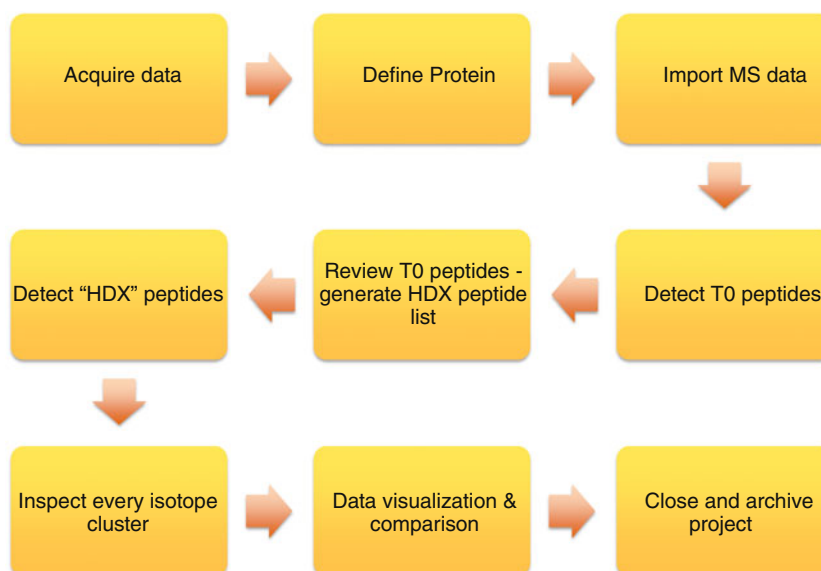 Acquire data
Define Protein
Import MS data
Detect T0 peptides
Review T0 peptides -
generate HDX peptide
list
Detect “HDX” peptides
Inspect every isotope
cluster
Data visualization &
comparison
Close and archive
project